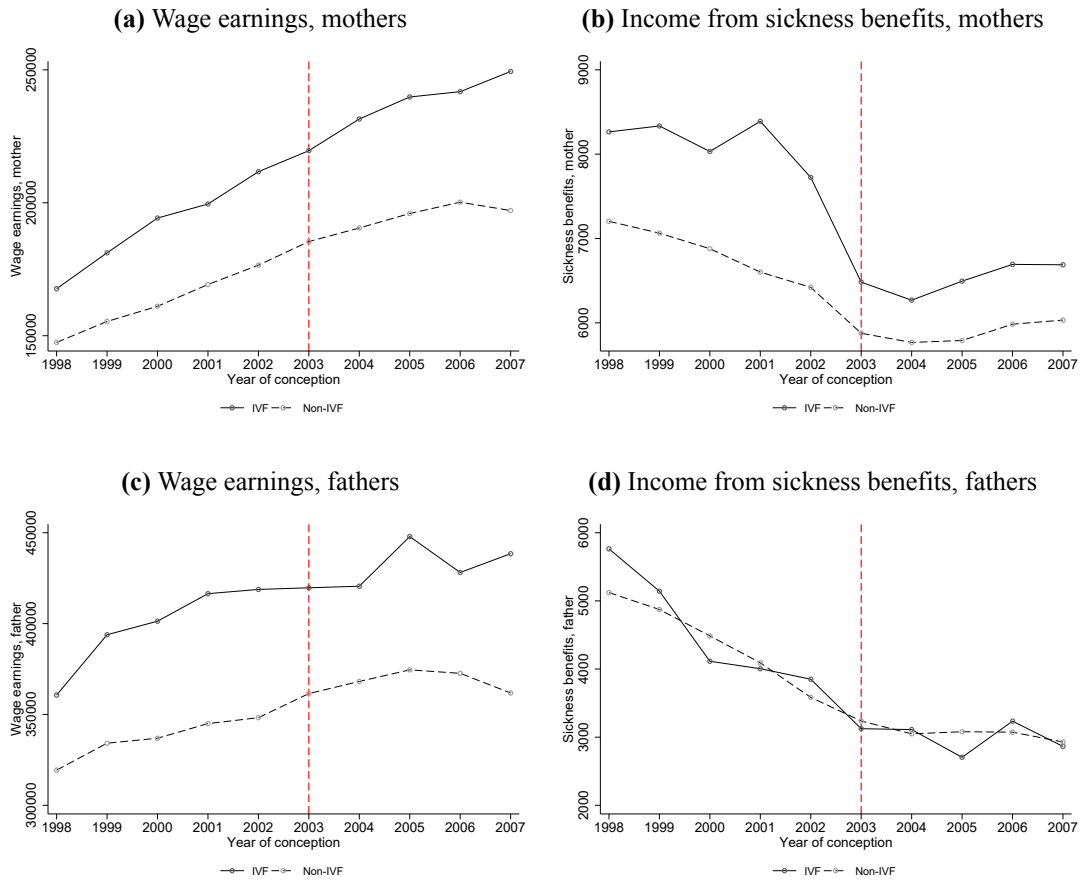 (a) Wage earnings, mothers
Wage earnings, mother
250000
200000
150000
1998 1999 2000 2001 2002 2003 2004 2005 2006 2007
Year of conception
IVF Non-IVF
(b) Income from sickness benefits, mothers
Sickness benefits, mother
9000
8000
7000
6000
1998 1999 2000 2001 2002 2003 2004 2005 2006 2007
Year of conception
IVF Non-IVF
(c) Wage earnings, fathers
Wage earnings, father
450000
400000
350000
300000
1998 1999 2000 2001 2002 2003 2004 2005 2006 2007
Year of conception
IVF Non-IVF
(d) Income from sickness benefits, fathers
Sickness benefits, father
6000
5000
4000
3000
2000
1998 1999 2000 2001 2002 2003 2004 2005 2006 2007
Year of conception
IVF Non-IVF